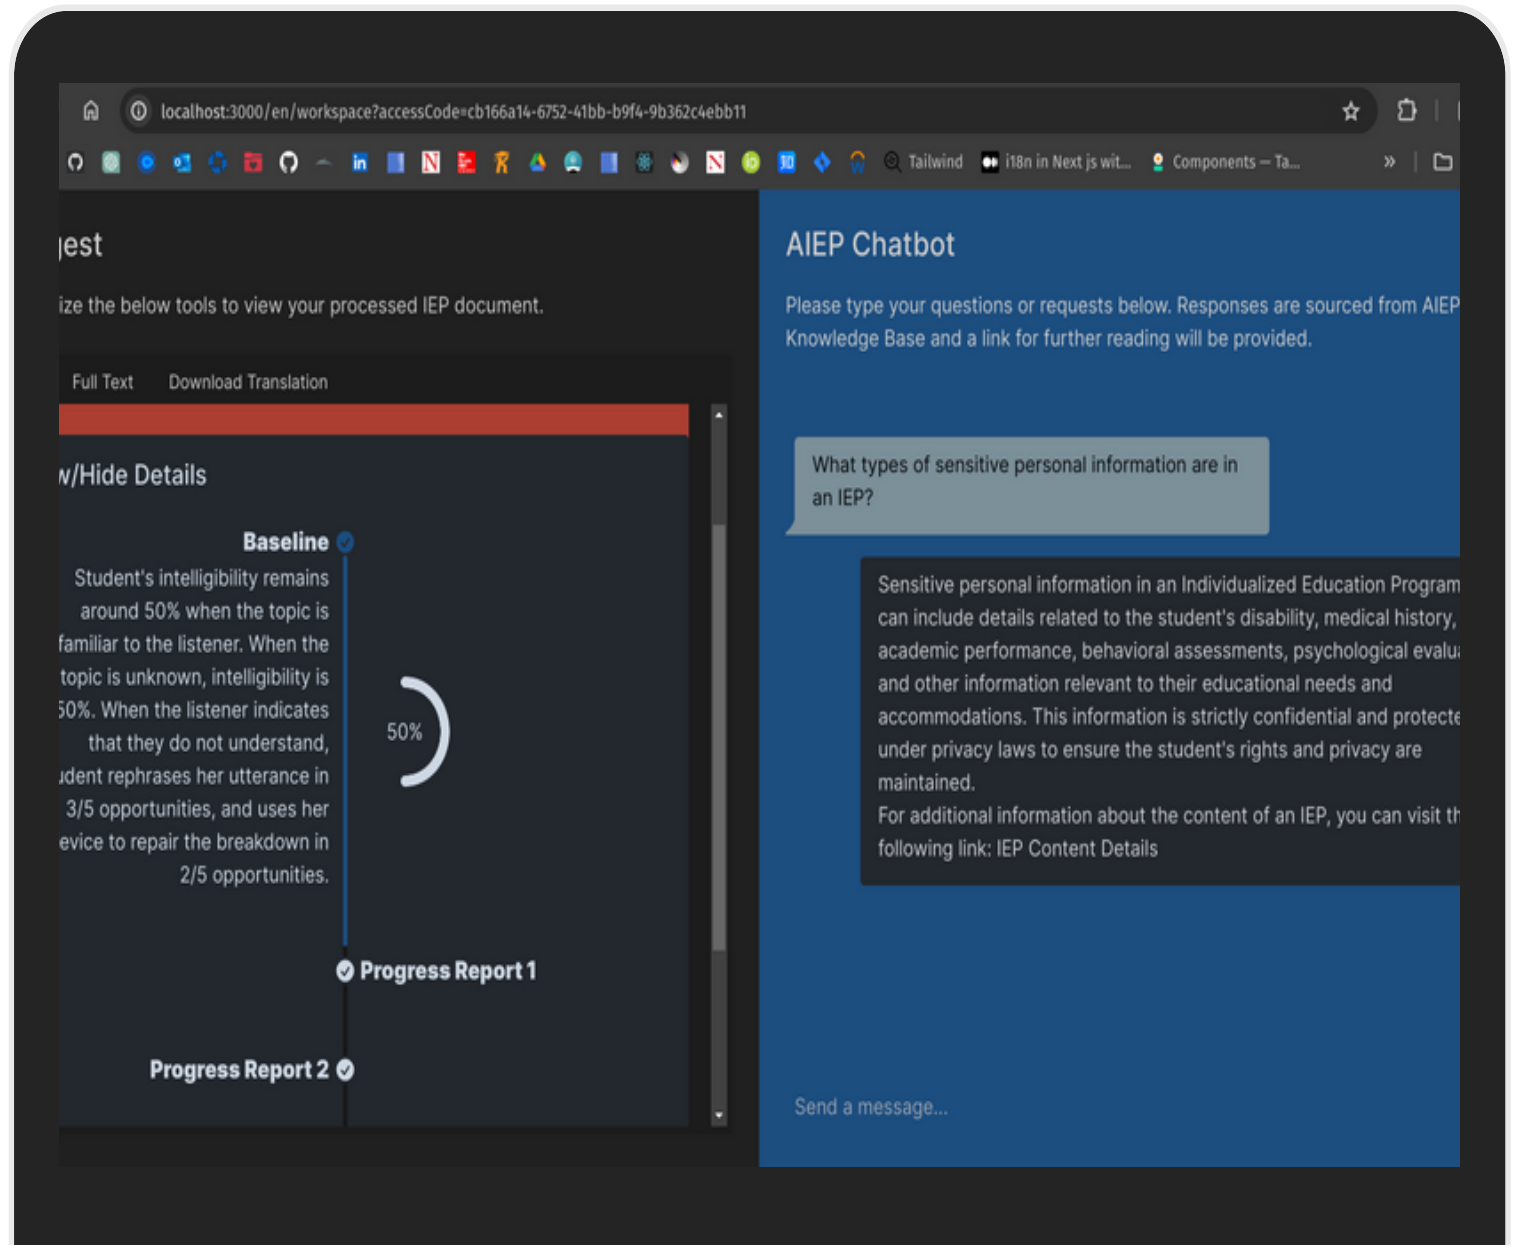 localhost:3000/en/workspace?accessCode=cb166a14-6752-41bb-b9f4-9b362c4ebb11
Tailwind
i18n in Next js wit...
Components — Ta...
»
gest
ize the below tools to view your processed IEP document.
Full Text
Download Translation
w/Hide Details
Baseline
Student's intelligibility remains
around 50% when the topic is
familiar to the listener. When the
topic is unknown, intelligibility is
50%. When the listener indicates
that they do not understand,
udent rephrases her utterance in
3/5 opportunities, and uses her
evice to repair the breakdown in
2/5 opportunities.
50%
Progress Report 1
Progress Report 2
AIEP Chatbot
Please type your questions or requests below. Responses are sourced from AIEP
Knowledge Base and a link for further reading will be provided.
What types of sensitive personal information are in
an IEP?
Sensitive personal information in an Individualized Education Program
can include details related to the student's disability, medical history,
academic performance, behavioral assessments, psychological evalua
and other information relevant to their educational needs and
accommodations. This information is strictly confidential and protecte
under privacy laws to ensure the student's rights and privacy are
maintained.
For additional information about the content of an IEP, you can visit th
following link: IEP Content Details
Send a message...